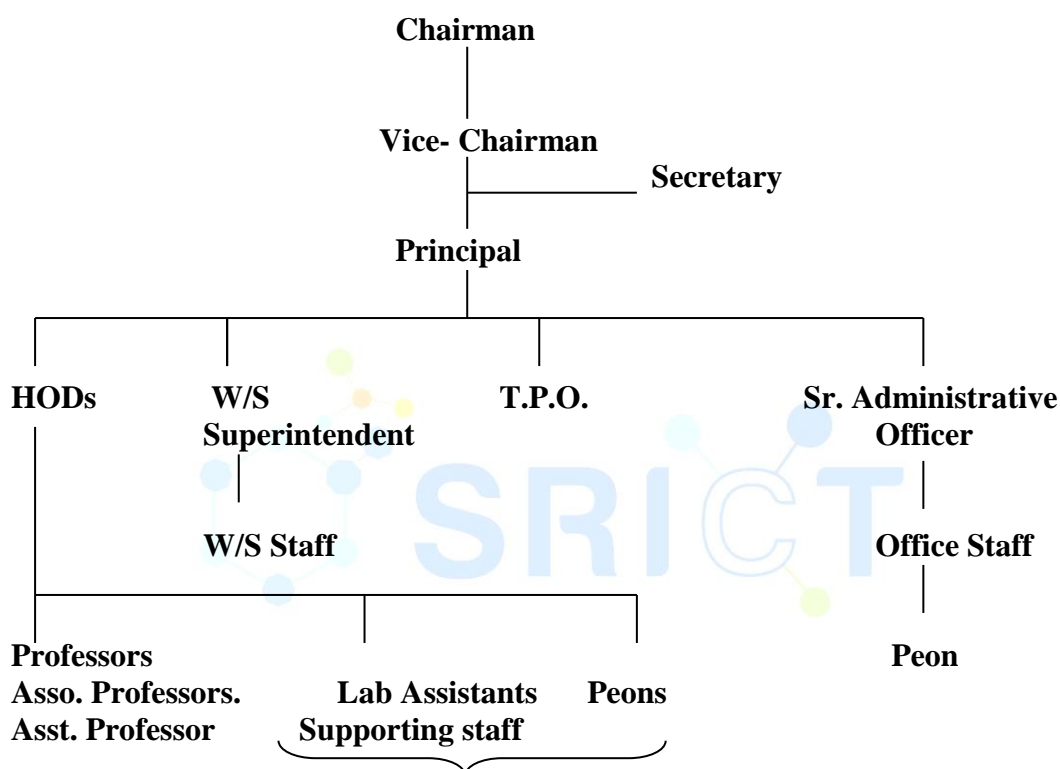 Chairman
Vice- Chairman
Secretary
Principal
HODs
W/S
Superintendent
T.P.O.
Sr. Administrative
Officer
SRICT
W/S Staff
Office Staff
Professors
Asso. Professors.
Asst. Professor
Lab Assistants
Supporting staff
Peons
Peon